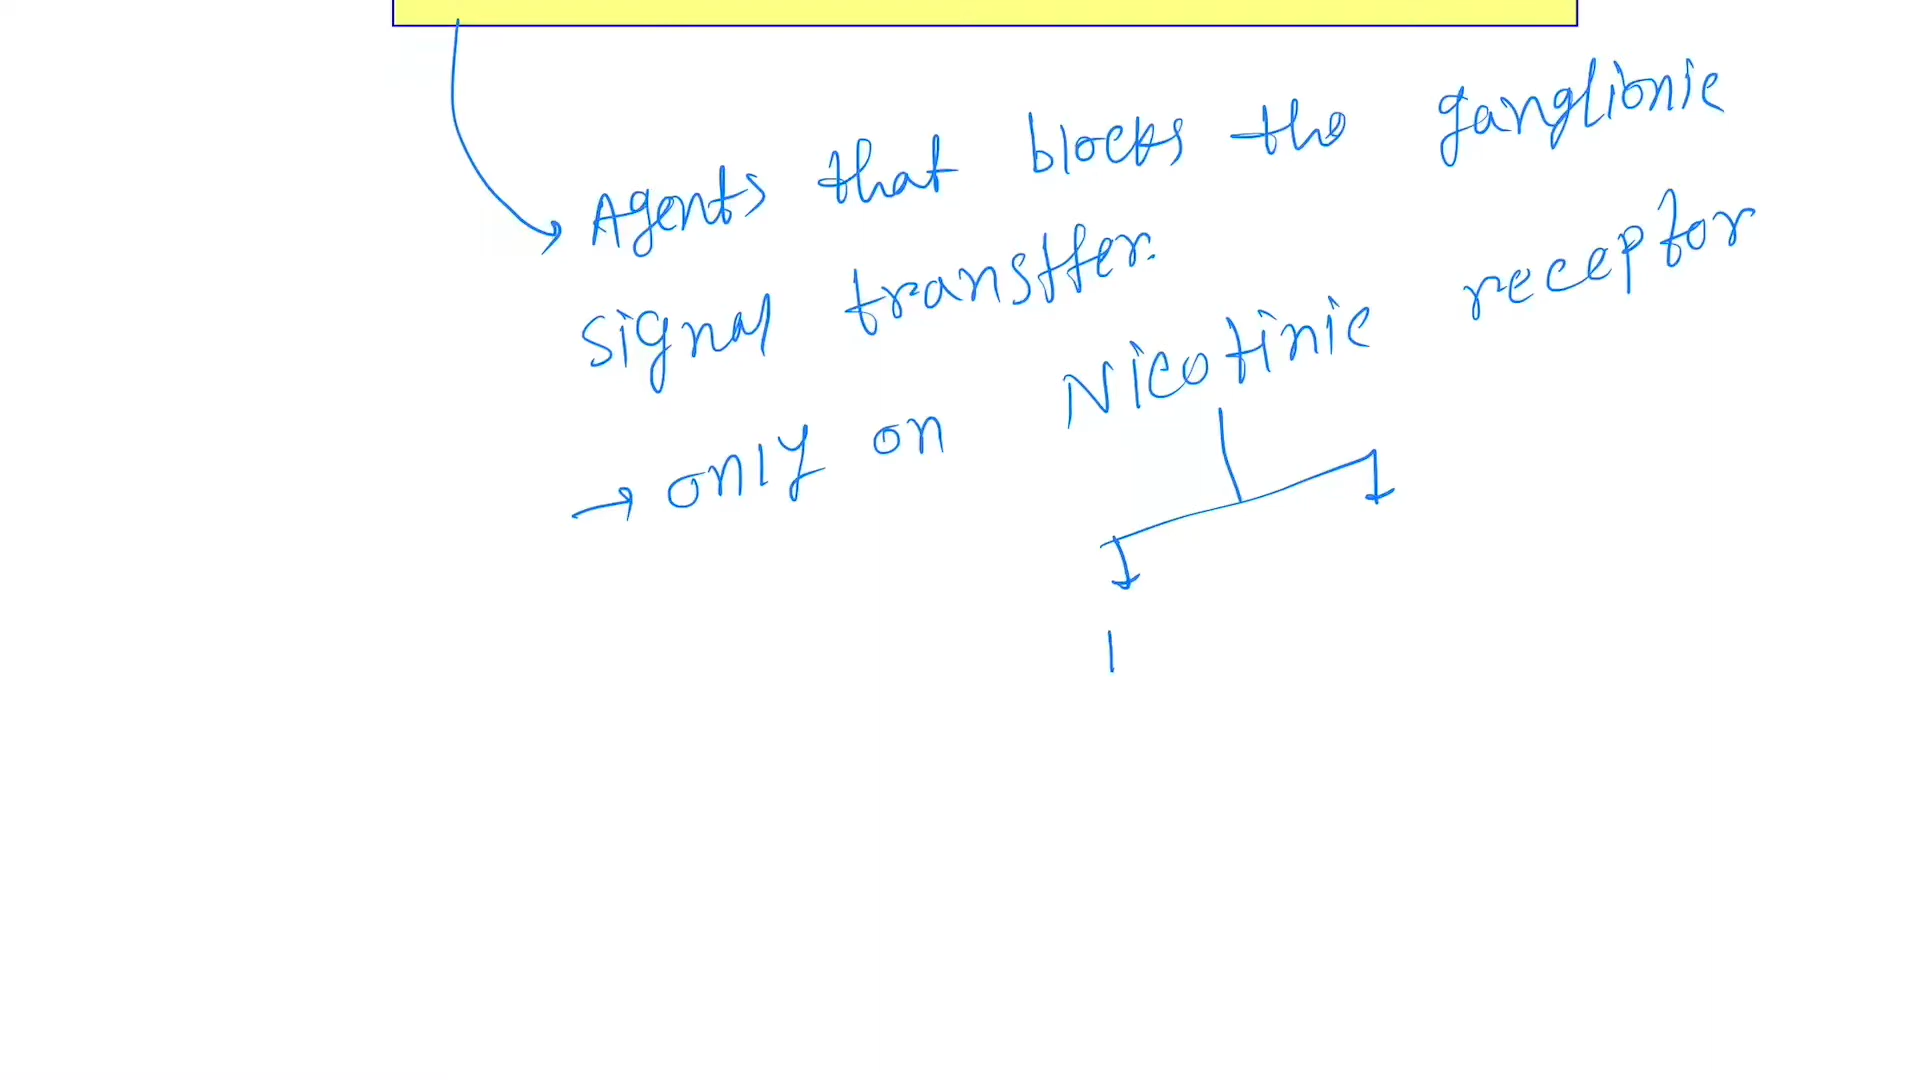 Agents that blocks the ganglionic
signal transffer.
→ only on Nicotinic receptor